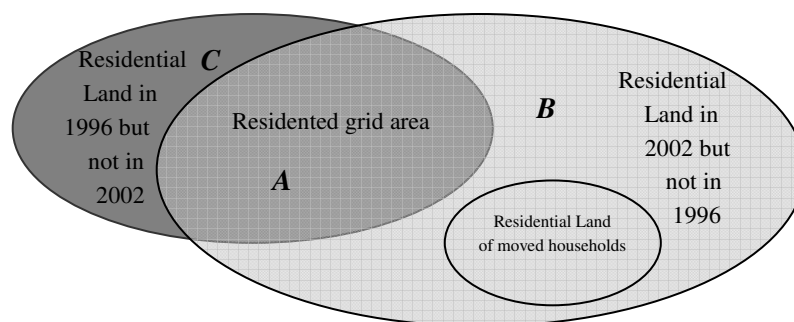 Residential
Land in
1996 but
not in
2002
C
Residented grid area
A
B
Residential
Land in
2002 but
not in
1996
Residential Land
of moved households